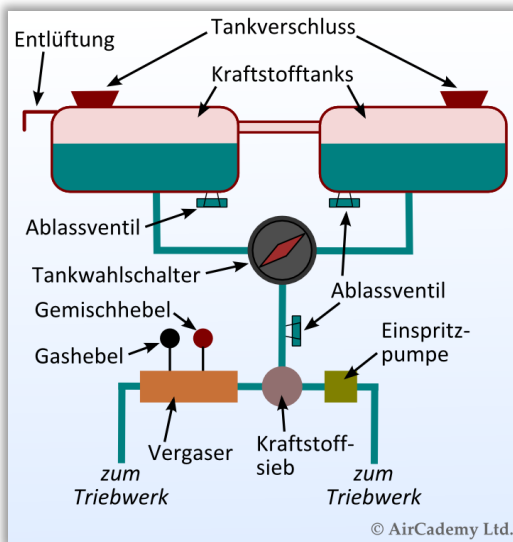 Tankverschluss
Entlüftung
Kraftstofftanks
Ablassventil
Tankwahlschalter
Ablassventil
Gemischhebel
Gashebel
Einspritz-
pumpe
Vergaser
Kraftstoff-
sieb
zum
Triebwerk
zum
Triebwerk
© AirCademy Ltd.